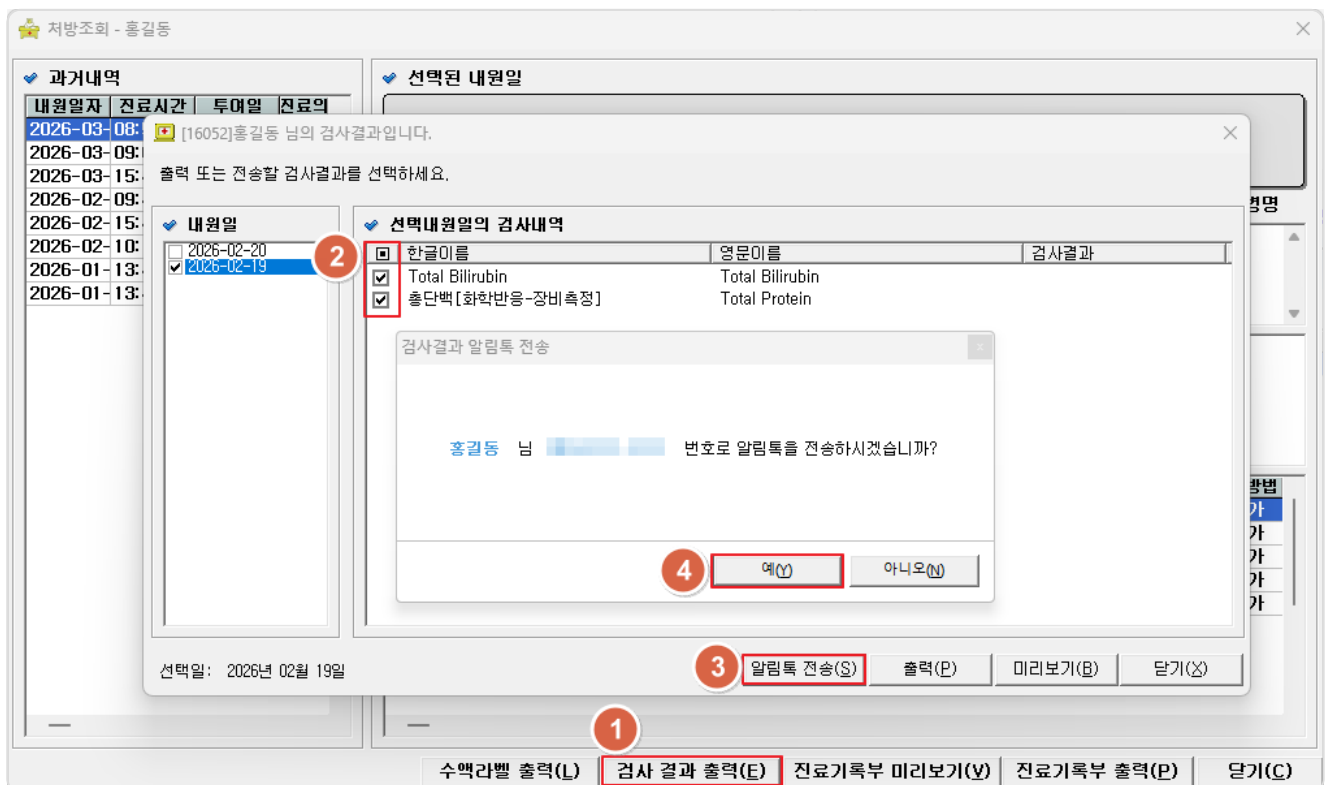 처방조회 - 홍길동
과거내역
선택된 내원일
내원일자 진료시간 투여일 진료의
2026-03- 08:
2026-03- 09:
2026-03- 15:
2026-02- 09:
2026-02- 15:
2026-02- 10:
2026-01- 13:
2026-01- 13:
[16052]홍길동 님의 검사결과입니다.
출력 또는 전송할 검사결과를 선택하세요.
내원일
2026-02-20
2026-02-19
선택내원일의 검사내역
2
한글이름 영문이름 검사결과
Total Bilirubin Total Bilirubin
총단백[화학반응-장비측정] Total Protein
검사결과 알림톡 전송
홍길동 님 번호로 알림톡을 전송하시겠습니까?
4 예(Y) 아니오(N)
선택일: 2026년 02월 19일
3 알림톡 전송(S) 출력(P) 미리보기(B) 닫기(X)
방법
가
가
가
가
가
1
수액라벨 출력(L) 검사 결과 출력(E) 진료기록부 미리보기(V) 진료기록부 출력(P) 닫기(C)